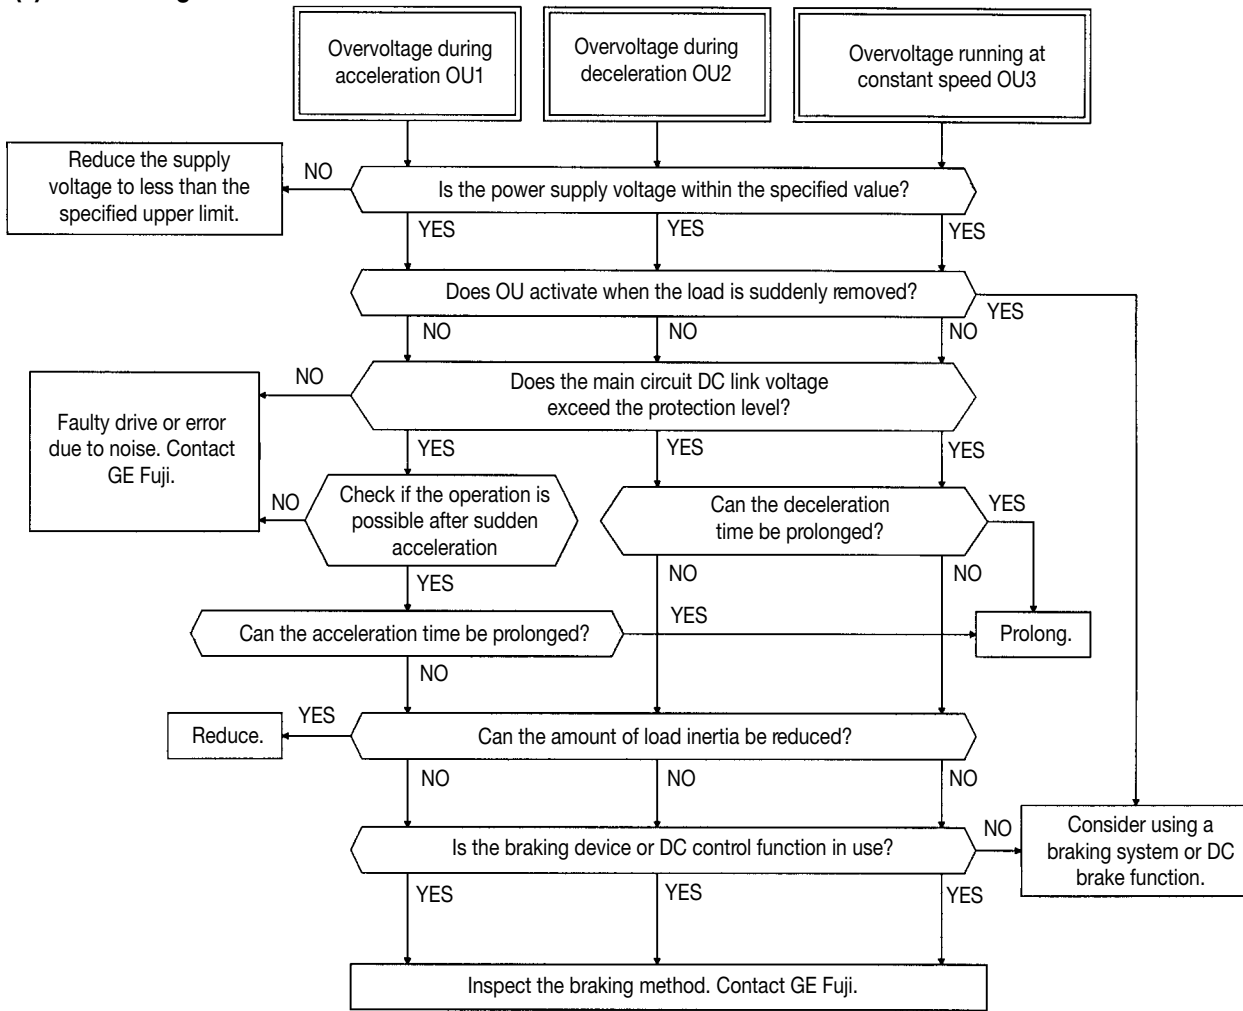 Overvoltage during
acceleration OU1
Overvoltage during
deceleration OU2
Overvoltage running at
constant speed OU3
Reduce the supply
voltage to less than the
specified upper limit.
NO
Is the power supply voltage within the specified value?
YES
YES
YES
Does OU activate when the load is suddenly removed?
YES
NO
NO
NO
NO
Does the main circuit DC link voltage
exceed the protection level?
Faulty drive or error
due to noise. Contact
GE Fuji.
YES
YES
YES
NO
Check if the operation is
possible after sudden
acceleration
Can the deceleration
time be prolonged?
YES
YES
NO
NO
Can the acceleration time be prolonged?
YES
Prolong.
NO
Reduce.
YES
Can the amount of load inertia be reduced?
NO
NO
NO
Is the braking device or DC control function in use?
NO
Consider using a
braking system or DC
brake function.
YES
YES
YES
Inspect the braking method. Contact GE Fuji.